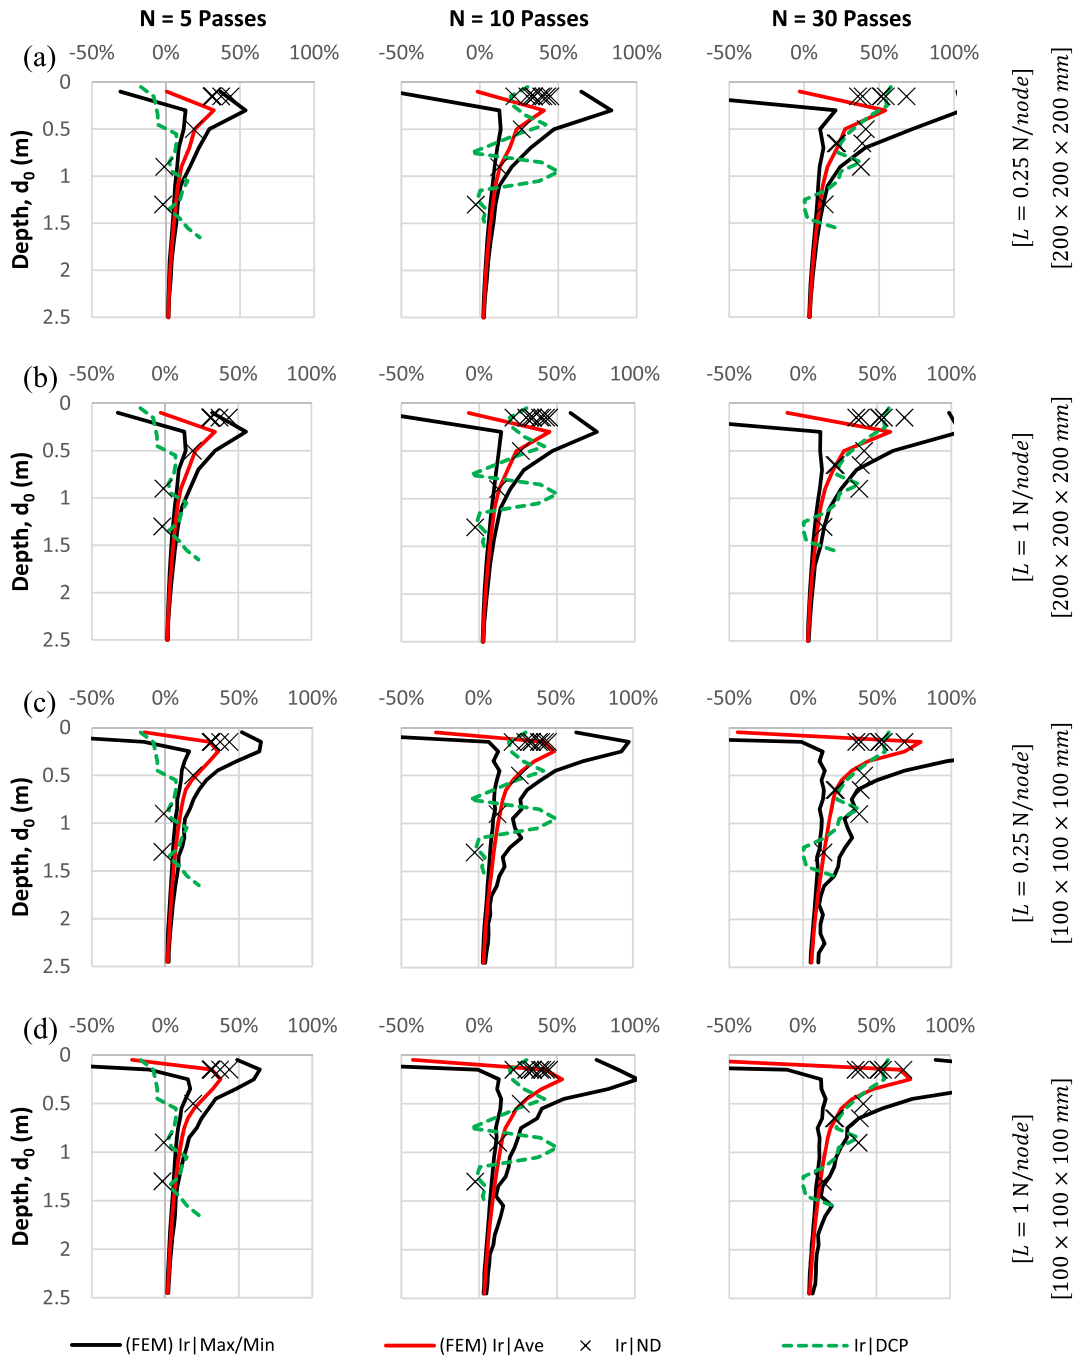 N = 5 Passes N = 10 Passes N = 30 Passes
(a)
-50% 0% 50% 100% -50% 0% 50% 100% -50% 0% 50% 100%
0
0.5
1
1.5
2
2.5
Depth, d0 (m)
[L = 0.25 N/node]
[200 × 200 × 200 mm]
(b)
-50% 0% 50% 100% -50% 0% 50% 100% -50% 0% 50% 100%
0
0.5
1
1.5
2
2.5
Depth, d0 (m)
[L = 1 N/node]
[200 × 200 × 200 mm]
(c)
-50% 0% 50% 100% -50% 0% 50% 100% -50% 0% 50% 100%
0
0.5
1
1.5
2
2.5
Depth, d0 (m)
[L = 0.25 N/node]
[100 × 100 × 100 mm]
(d)
-50% 0% 50% 100% -50% 0% 50% 100% -50% 0% 50% 100%
0
0.5
1
1.5
2
2.5
Depth, d0 (m)
[L = 1 N/node]
[100 × 100 × 100 mm]
(FEM) Ir|Max/Min (FEM) Ir|Ave Ir|ND Ir|DCP